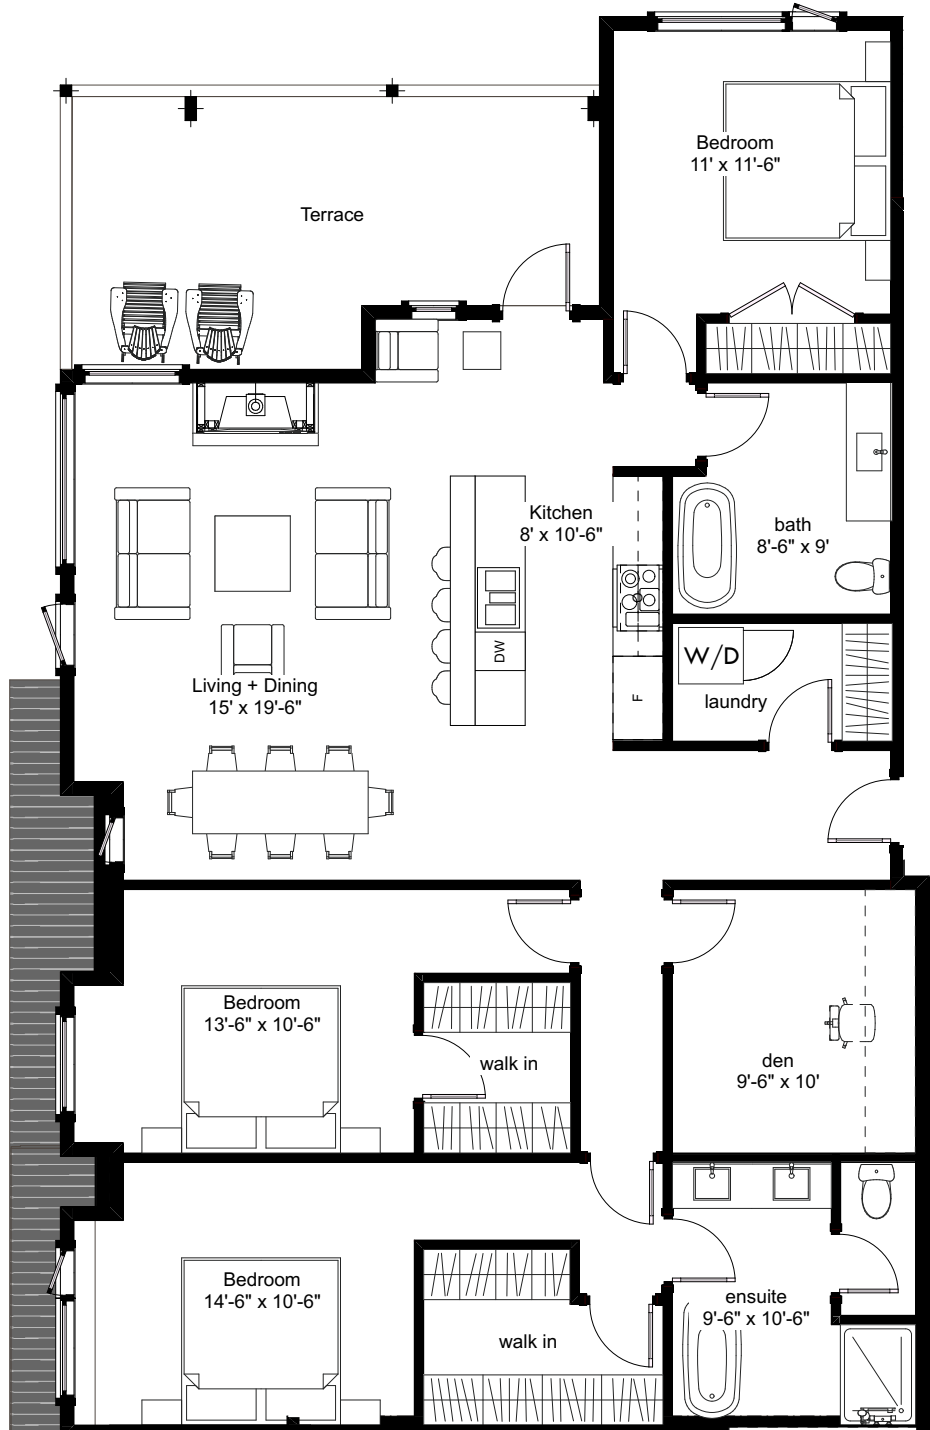 Bedroom
11' x 11'-6"
Terrace
Kitchen
8' x 10'-6"
bath
8'-6" x 9'
DW
W/D
F
laundry
Living + Dining
15' x 19'-6"
Bedroom
13'-6" x 10'-6"
walk in
den
9'-6" x 10'
Bedroom
14'-6" x 10'-6"
ensuite
9'-6" x 10'-6"
walk in